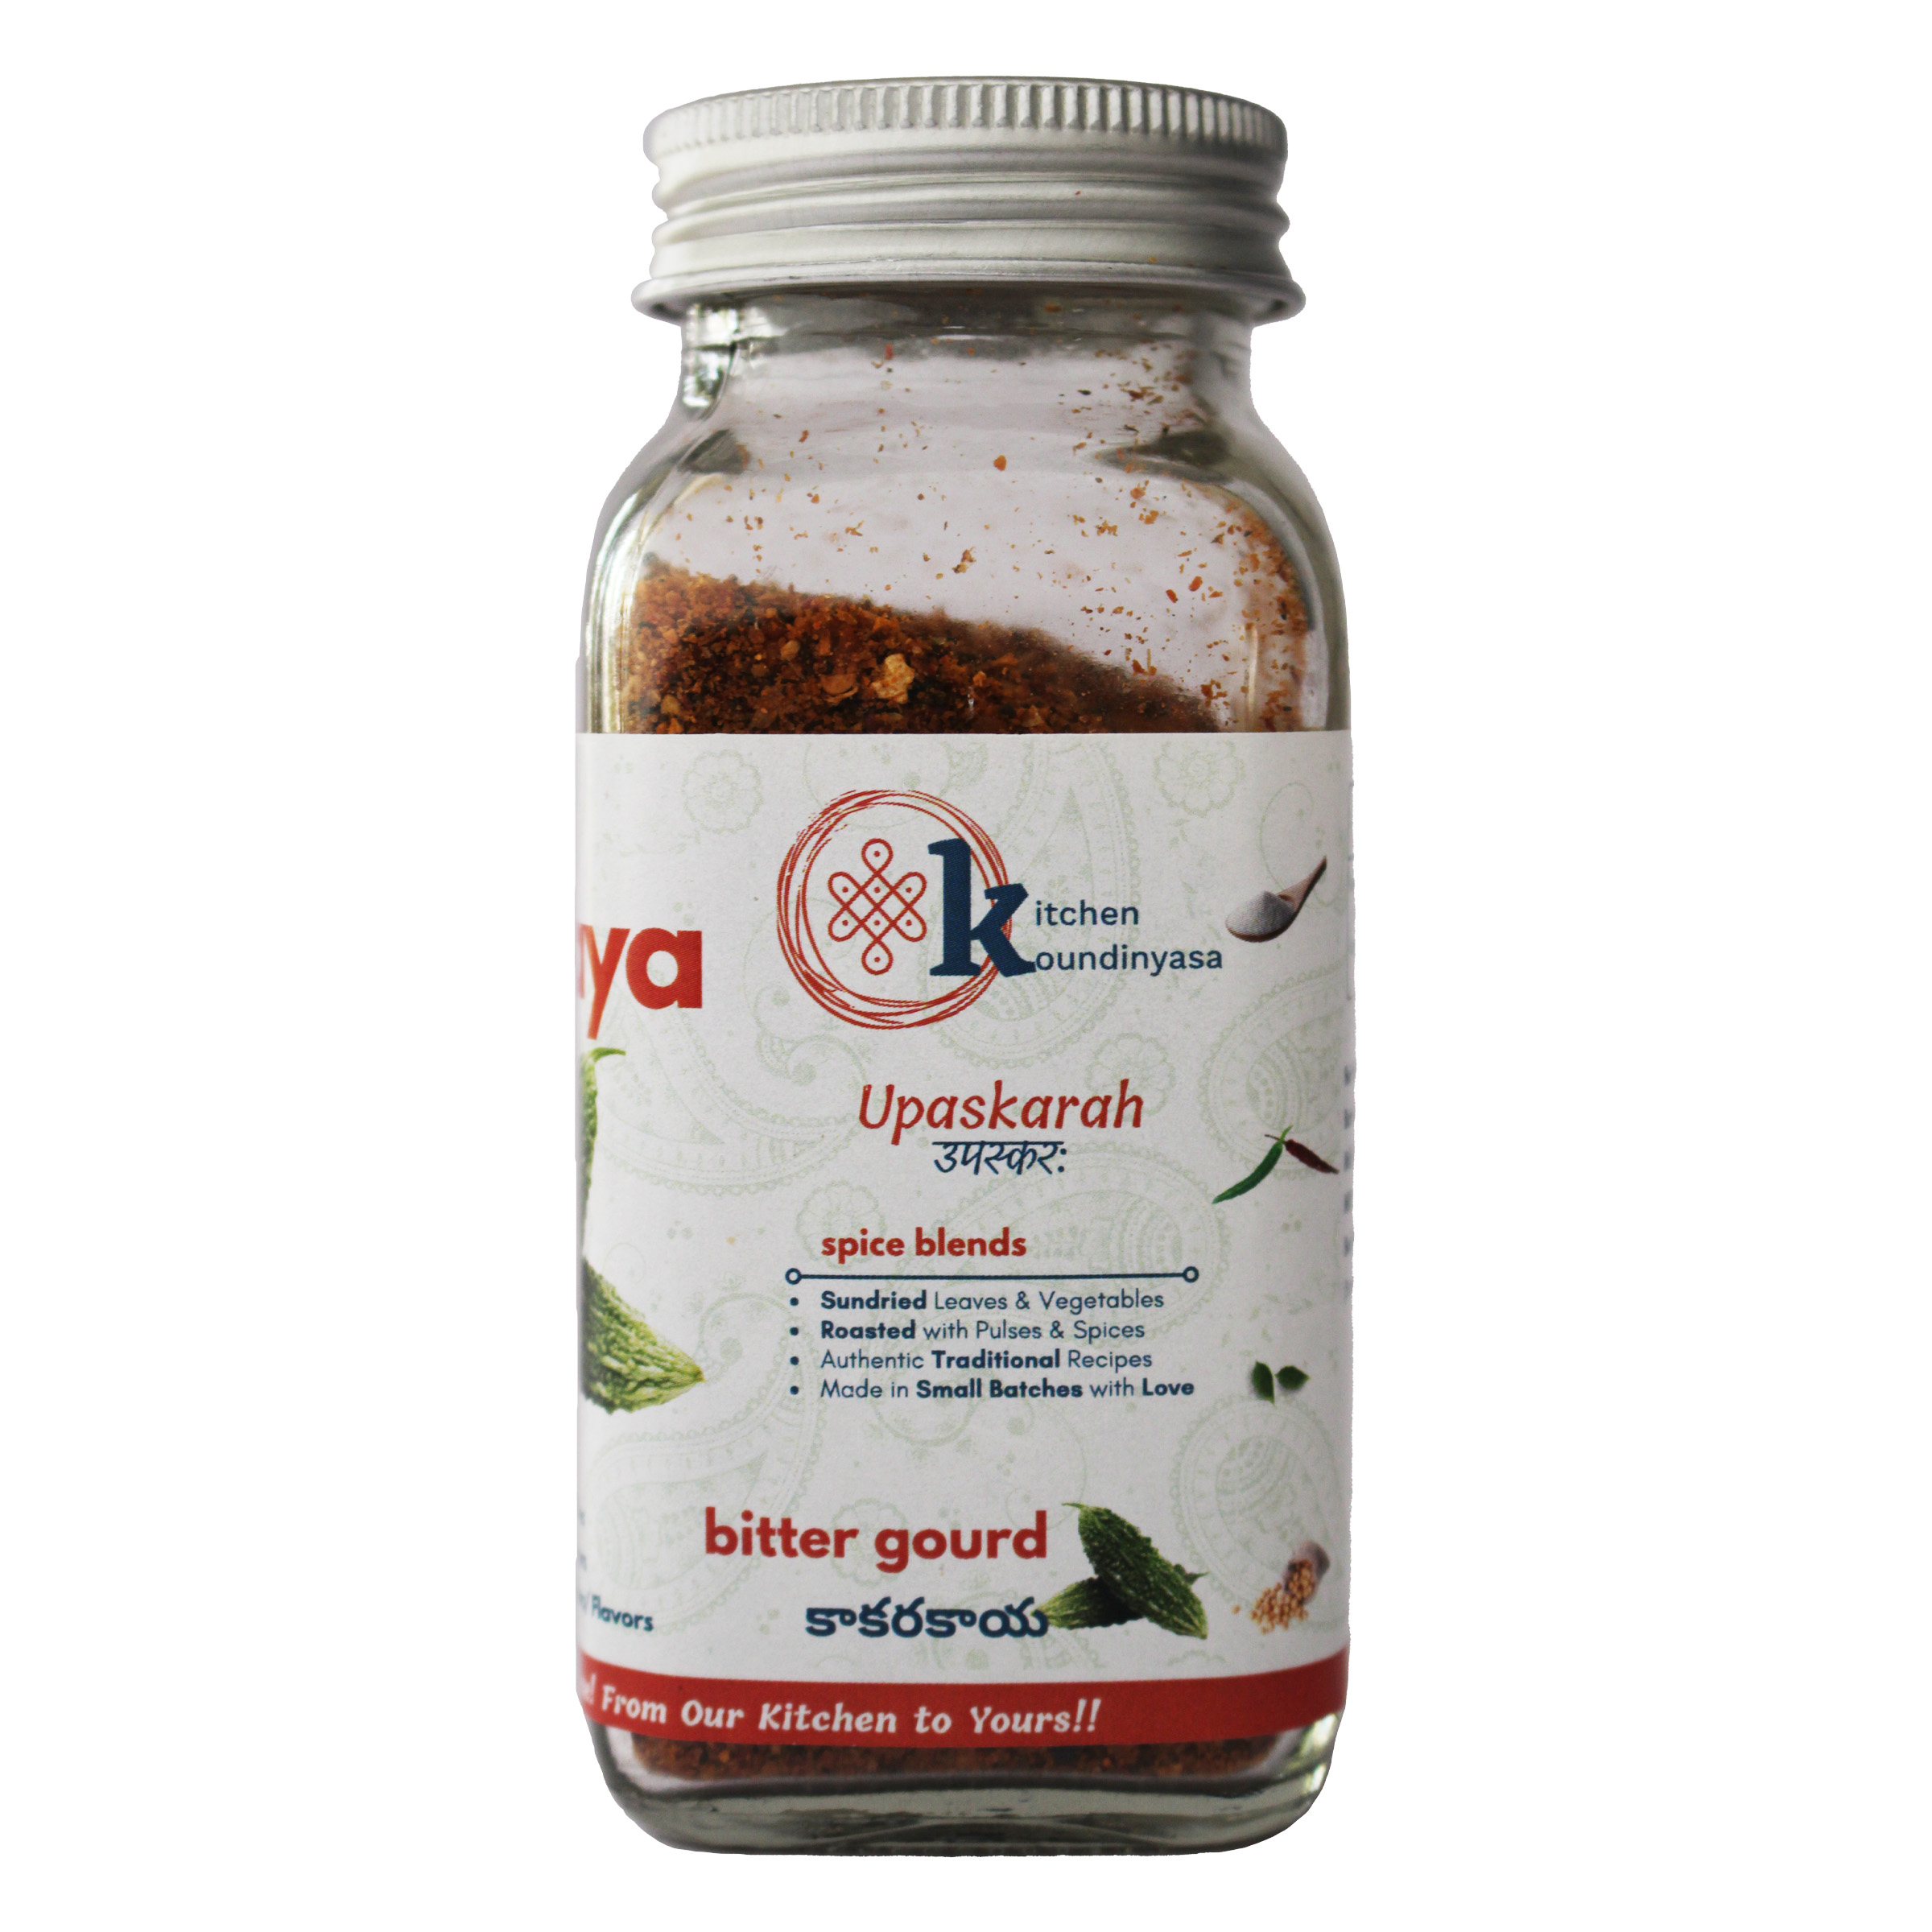 kitchen
koundinyasa
Upaskarah
उपस्करः
spice blends
• Sundried Leaves & Vegetables
• Roasted with Pulses & Spices
• Authentic Traditional Recipes
• Made in Small Batches with Love
bitter gourd
కాకరకాయ
Flavors
From Our Kitchen to Yours!!